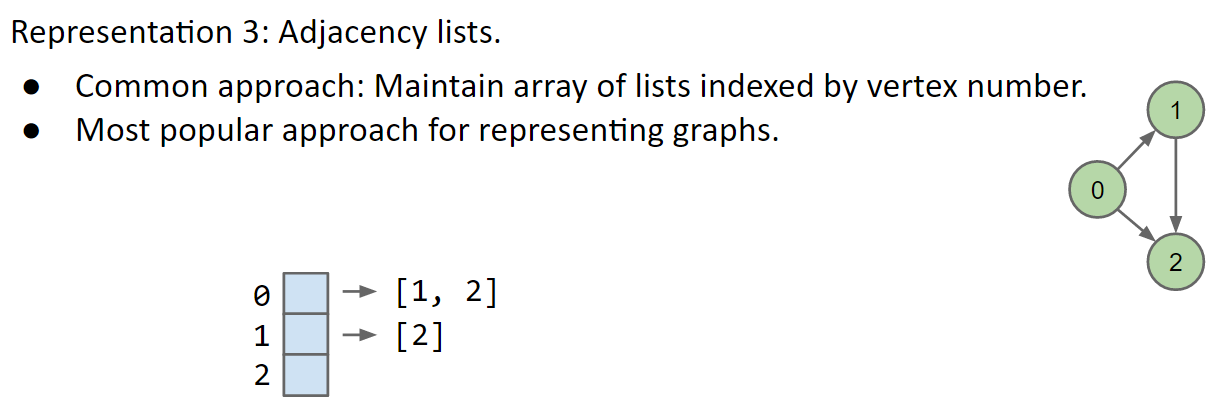 Representation 3: Adjacency lists.
● Common approach: Maintain array of lists indexed by vertex number.
● Most popular approach for representing graphs.
1
0
2
0 [1, 2]
1 [2]
2